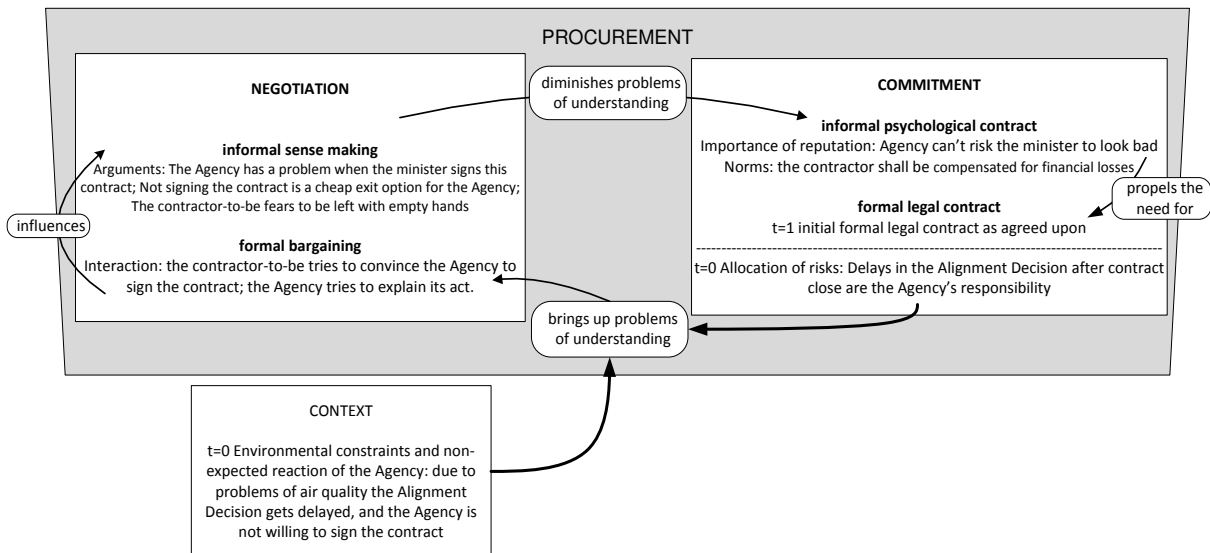 PROCUREMENT
NEGOTIATION
informal sense making
Arguments: The Agency has a problem when the minister signs this
contract; Not signing the contract is a cheap exit option for the Agency;
The contractor-to-be fears to be left with empty hands
influences
formal bargaining
Interaction: the contractor-to-be tries to convince the Agency to
sign the contract; the Agency tries to explain its act.
diminishes problems
of understanding
COMMITMENT
informal psychological contract
Importance of reputation: Agency can't risk the minister to look bad
Norms: the contractor shall be compensated for financial losses
propels the
need for
formal legal contract
t=1 initial formal legal contract as agreed upon
t=0 Allocation of risks: Delays in the Alignment Decision after contract
close are the Agency's responsibility
brings up problems
of understanding
CONTEXT
t=0 Environmental constraints and non-
expected reaction of the Agency: due to
problems of air quality the Alignment
Decision gets delayed, and the Agency is
not willing to sign the contract